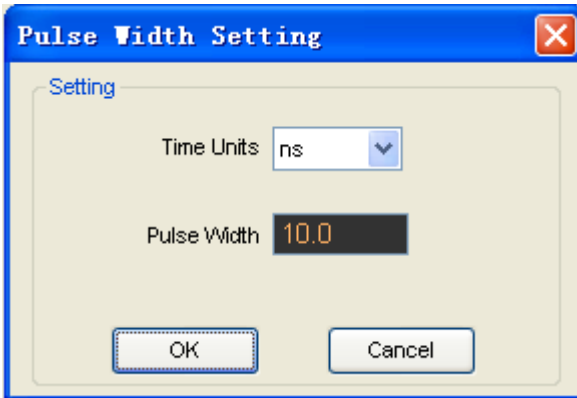 Pulse Width Setting
Setting
Time Units ns
Pulse Width 10.0
OK Cancel